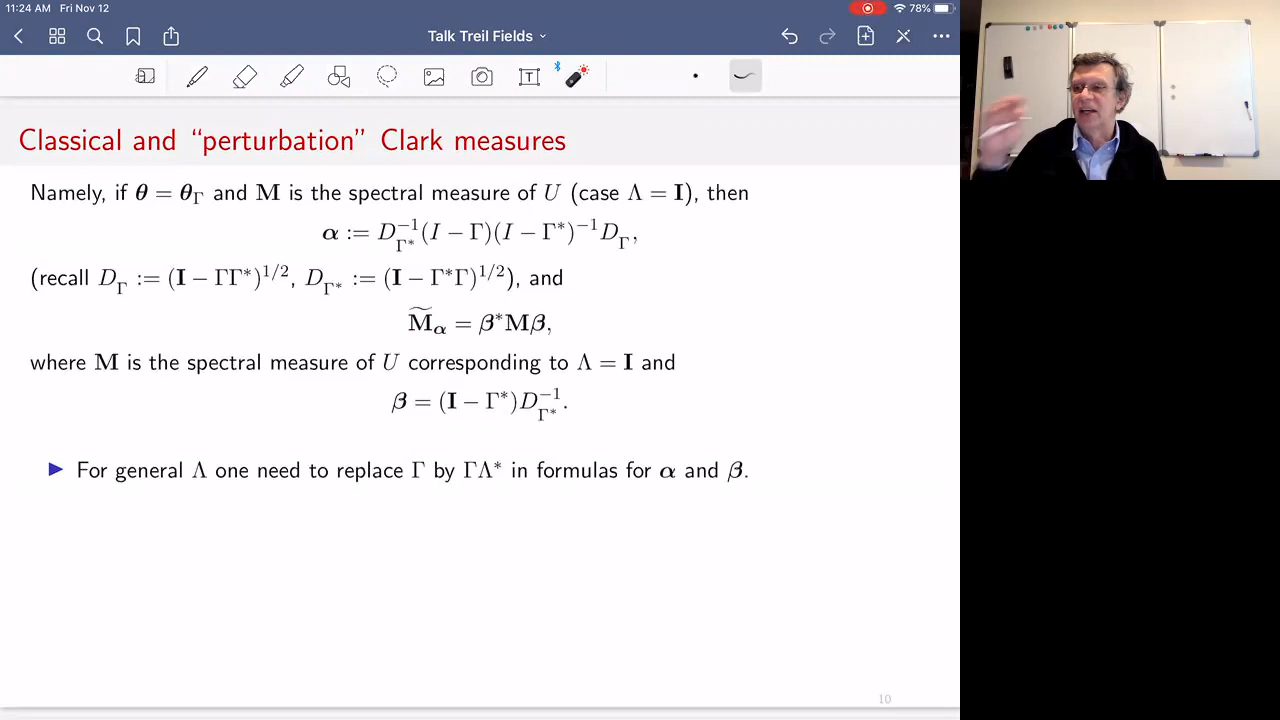 11:24 AM Fri Nov 12
78%
Talk Treil Fields
Classical and “perturbation” Clark measures
Namely, if θ = θ_Γ and M is the spectral measure of U (case Λ = I), then
α := D_{Γ*}^{−1}(I − Γ)(I − Γ*)^{−1}D_Γ,
(recall D_Γ := (I − ΓΓ*)^{1/2}, D_{Γ*} := (I − Γ*Γ)^{1/2}), and
M̃_α = β*Mβ,
where M is the spectral measure of U corresponding to Λ = I and
β = (I − Γ*)D_{Γ*}^{−1}.
▶ For general Λ one need to replace Γ by ΓΛ* in formulas for α and β.
10